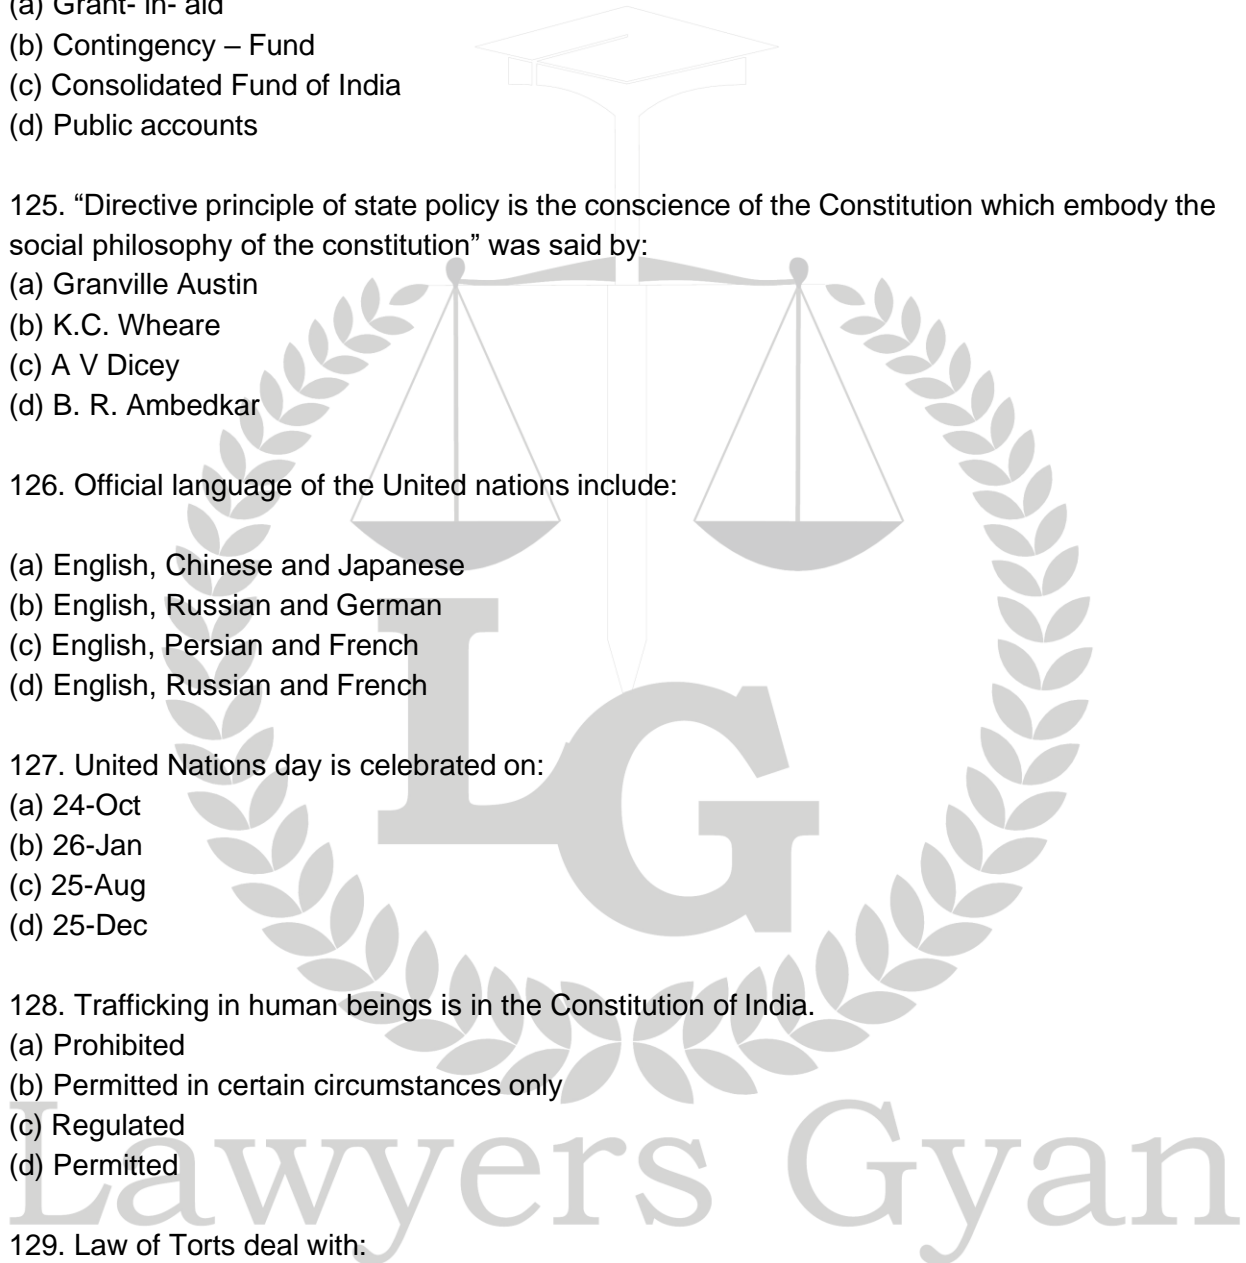 (a) Grant- in- aid
(b) Contingency – Fund
(c) Consolidated Fund of India
(d) Public accounts
125. “Directive principle of state policy is the conscience of the Constitution which embody the
social philosophy of the constitution” was said by:
(a) Granville Austin
(b) K.C. Wheare
(c) A V Dicey
(d) B. R. Ambedkar
126. Official language of the United nations include:
(a) English, Chinese and Japanese
(b) English, Russian and German
(c) English, Persian and French
(d) English, Russian and French
127. United Nations day is celebrated on:
(a) 24-Oct
(b) 26-Jan
(c) 25-Aug
(d) 25-Dec
128. Trafficking in human beings is in the Constitution of India.
(a) Prohibited
(b) Permitted in certain circumstances only
(c) Regulated
(d) Permitted
129. Law of Torts deal with:
LG
Lawyers Gyan